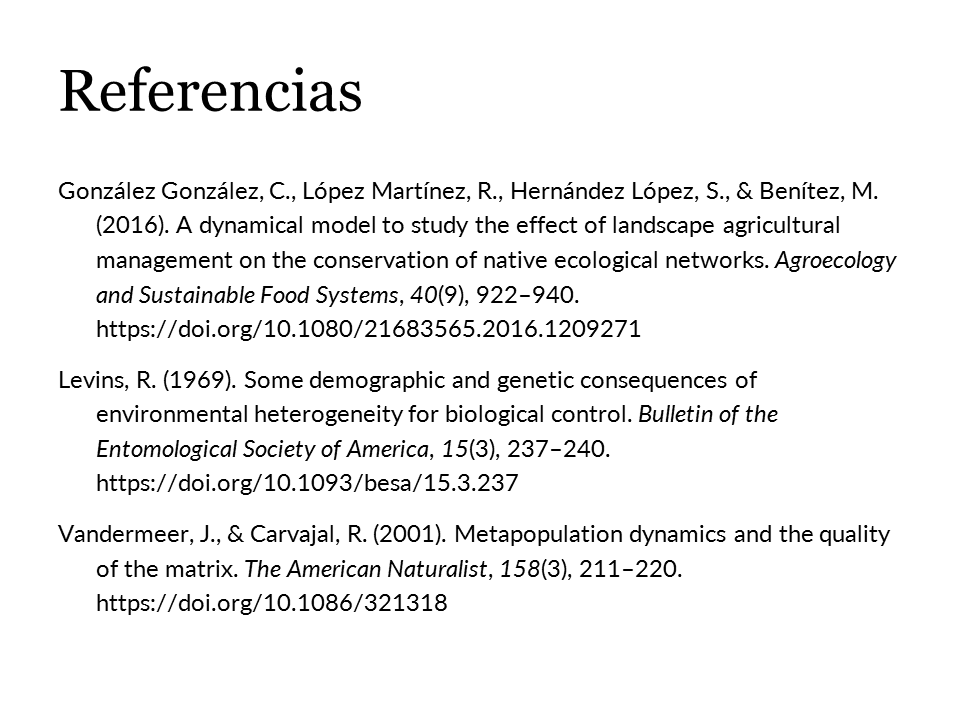 Referencias
González González, C., López Martínez, R., Hernández López, S., & Benítez, M.
(2016). A dynamical model to study the effect of landscape agricultural
management on the conservation of native ecological networks. Agroecology
and Sustainable Food Systems, 40(9), 922–940.
https://doi.org/10.1080/21683565.2016.1209271
Levins, R. (1969). Some demographic and genetic consequences of
environmental heterogeneity for biological control. Bulletin of the
Entomological Society of America, 15(3), 237–240.
https://doi.org/10.1093/besa/15.3.237
Vandermeer, J., & Carvajal, R. (2001). Metapopulation dynamics and the quality
of the matrix. The American Naturalist, 158(3), 211–220.
https://doi.org/10.1086/321318